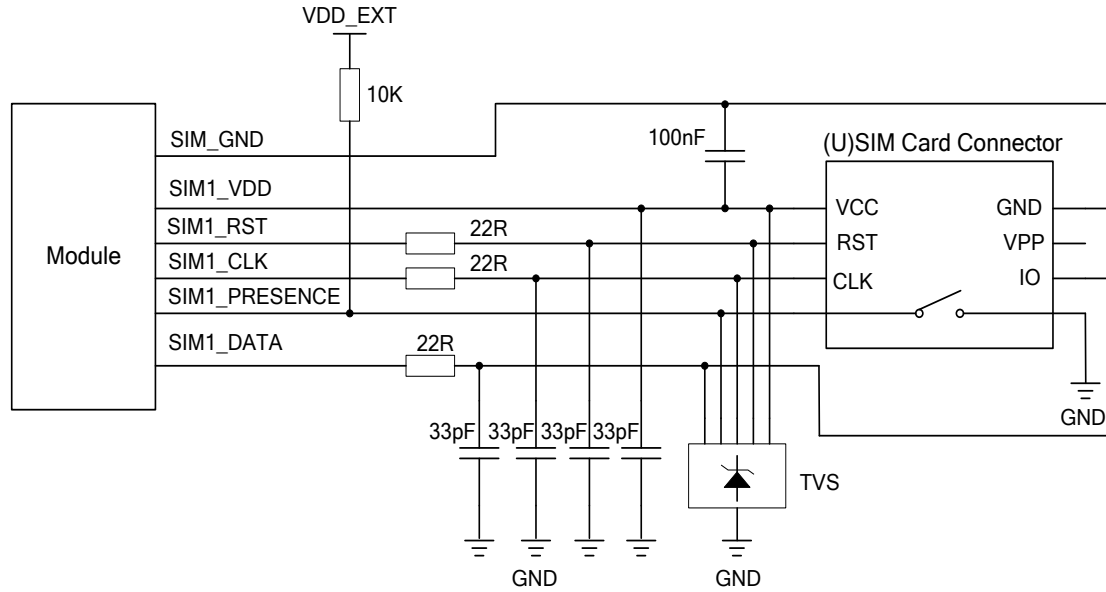 VDD_EXT
10K
SIM_GND
100nF
(U)SIM Card Connector
SIM1_VDD
VCC
GND
SIM1_RST
22R
RST
VPP
Module
SIM1_CLK
22R
CLK
IO
SIM1_PRESENCE
SIM1_DATA
22R
GND
33pF 33pF 33pF 33pF
TVS
GND
GND